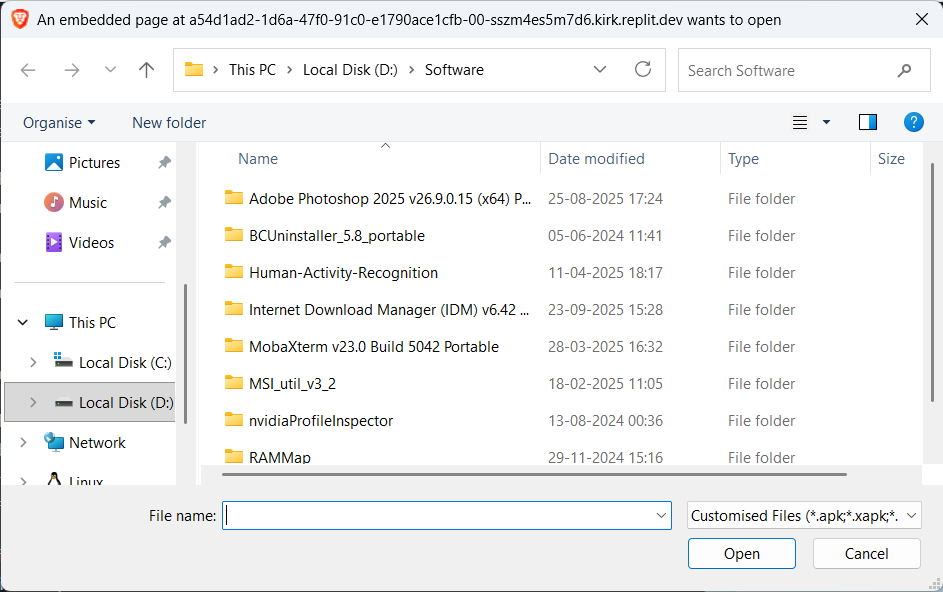 An embedded page at a54d1ad2-1d6a-47f0-91c0-e1790ace1cfb-00-sszm4es5m7d6.kirk.replit.dev wants to open
This PC > Local Disk (D:) > Software
Search Software
Organise
New folder
?
Pictures
Music
Videos
This PC
Local Disk (C:)
Local Disk (D:)
Network
Linux
Name Date modified Type Size
Adobe Photoshop 2025 v26.9.0.15 (x64) P... 25-08-2025 17:24 File folder
BCUninstaller_5.8_portable 05-06-2024 11:41 File folder
Human-Activity-Recognition 11-04-2025 18:17 File folder
Internet Download Manager (IDM) v6.42 ... 23-09-2025 15:28 File folder
MobaXterm v23.0 Build 5042 Portable 28-03-2025 16:32 File folder
MSI_util_v3_2 18-02-2025 11:05 File folder
nvidiaProfileInspector 13-08-2024 00:36 File folder
RAMMap 29-11-2024 15:16 File folder
File name:
Customised Files (*.apk;*.xapk;*.
Open
Cancel